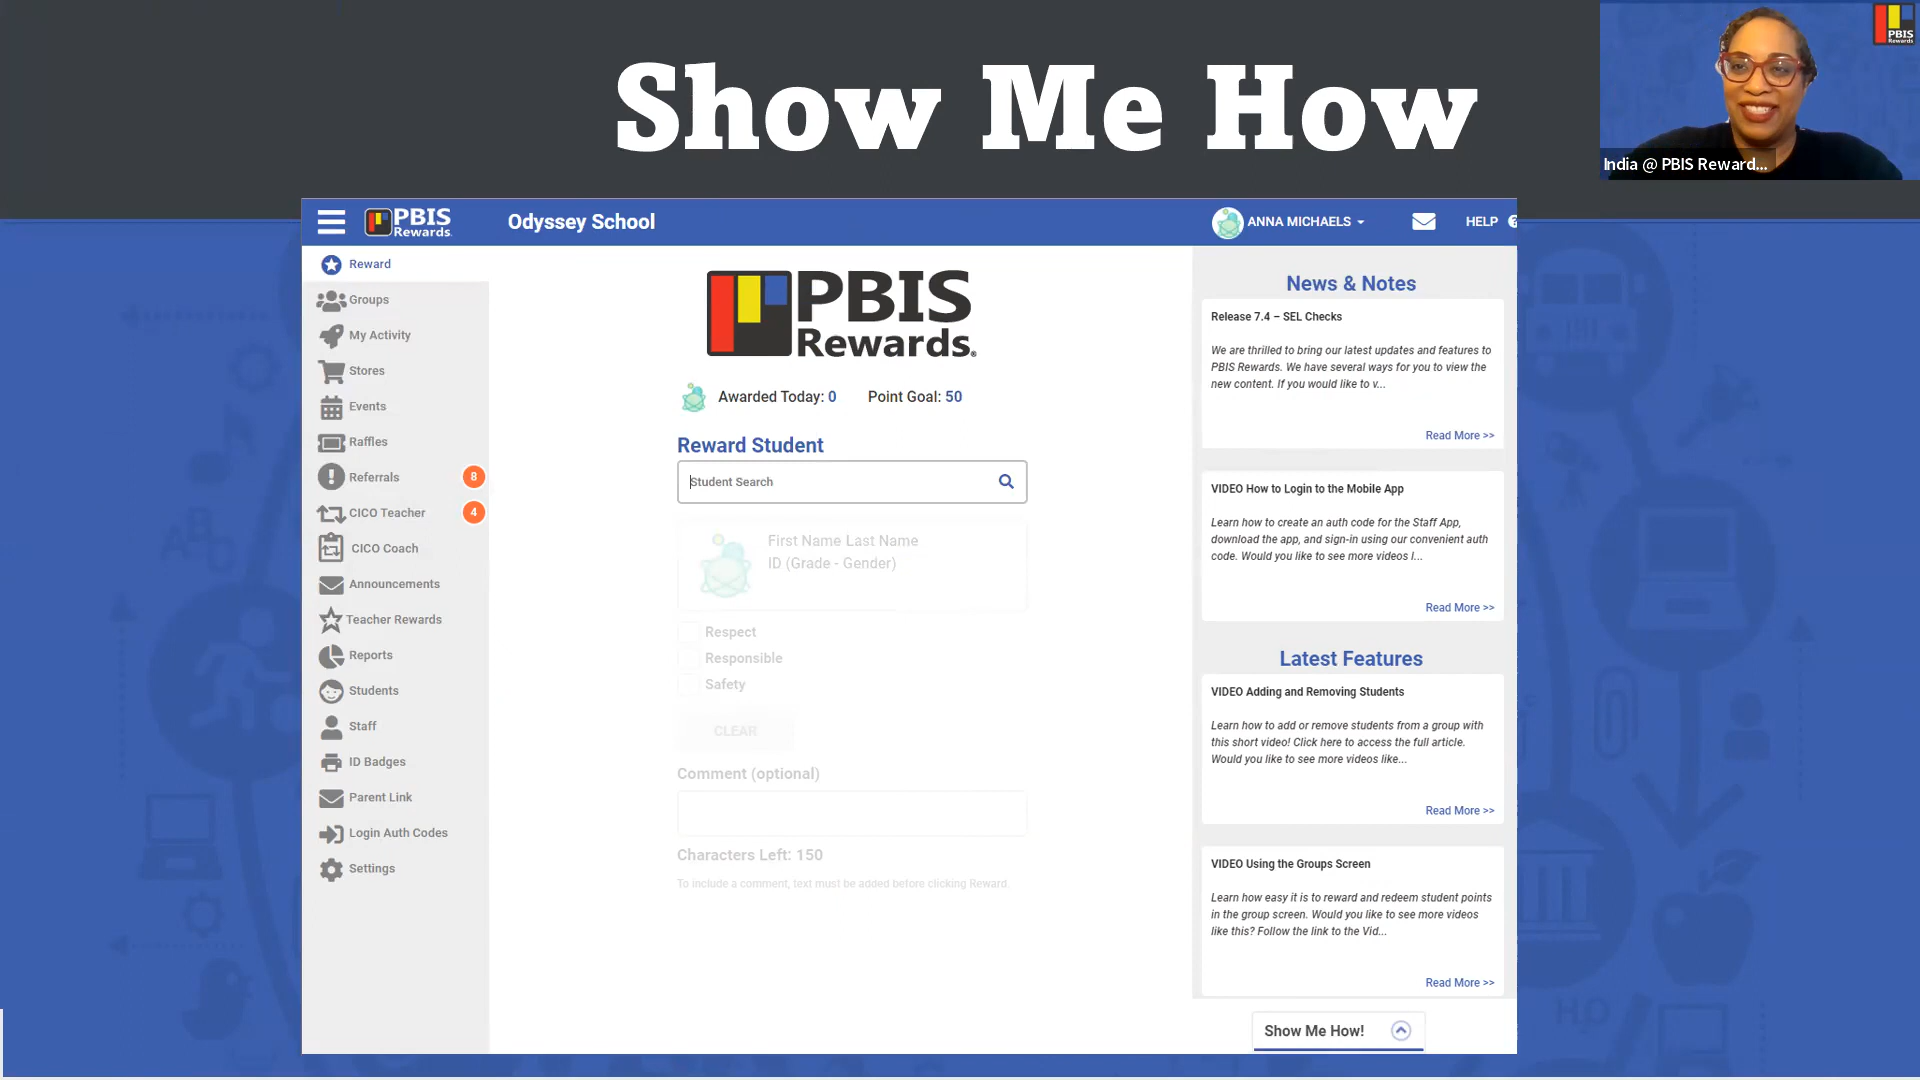 Show Me How
PBIS
Rewards
India @ PBIS Reward...
PBIS
Rewards.
Odyssey School
ANNA MICHAELS
HELP
Reward
Groups
My Activity
Stores
Events
Raffles
Referrals
8
CICO Teacher
4
CICO Coach
Announcements
Teacher Rewards
Reports
Students
Staff
ID Badges
Parent Link
Login Auth Codes
Settings
PBIS
Rewards.
Awarded Today: 0
Point Goal: 50
Reward Student
Student Search
First Name Last Name
ID (Grade - Gender)
Respect
Responsible
Safety
CLEAR
Comment (optional)
Characters Left: 150
To include a comment, text must be added before clicking Reward.
News & Notes
Release 7.4 – SEL Checks
We are thrilled to bring our latest updates and features to
PBIS Rewards. We have several ways for you to view the
new content. If you would like to v...
Read More >>
VIDEO How to Login to the Mobile App
Learn how to create an auth code for the Staff App,
download the app, and sign-in using our convenient auth
code. Would you like to see more videos l...
Read More >>
Latest Features
VIDEO Adding and Removing Students
Learn how to add or remove students from a group with
this short video! Click here to access the full article.
Would you like to see more videos like...
Read More >>
VIDEO Using the Groups Screen
Learn how easy it is to reward and redeem student points
in the group screen. Would you like to see more videos
like this? Follow the link to the Vid...
Read More >>
Show Me How!